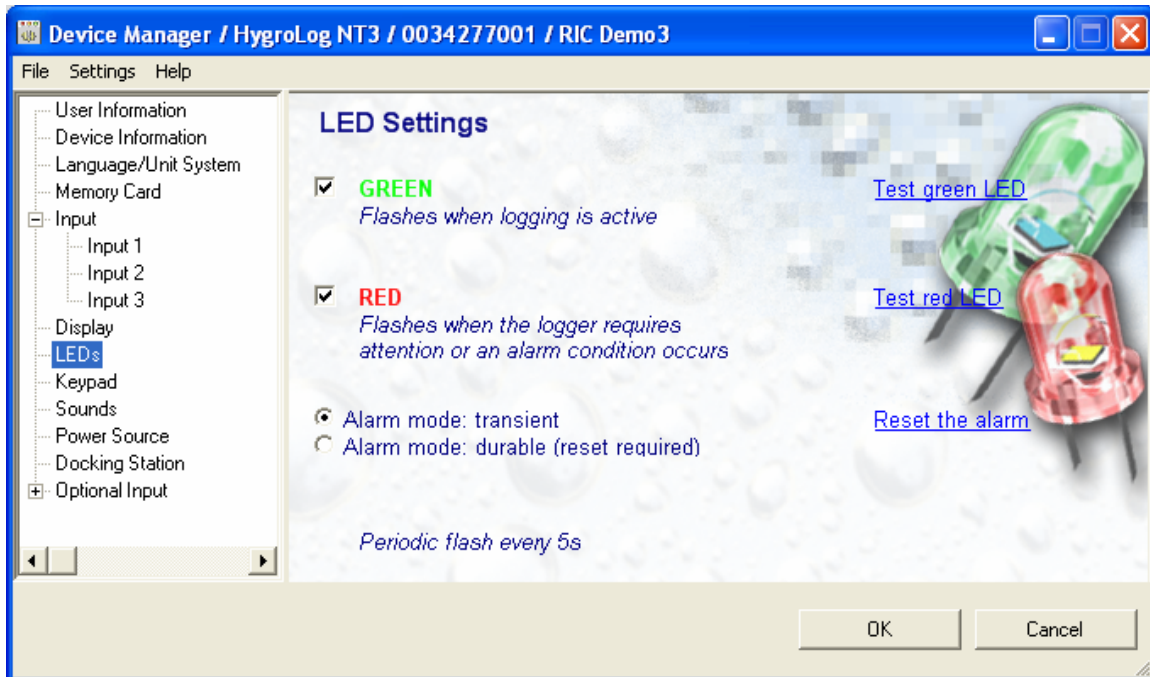 Device Manager / HygroLog NT3 / 0034277001 / RIC Demo3
File Settings Help
User Information
Device Information
Language/Unit System
Memory Card
Input
Input 1
Input 2
Input 3
Display
LEDs
Keypad
Sounds
Power Source
Docking Station
Optional Input
LED Settings
GREEN
Test green LED
Flashes when logging is active
RED
Test red LED
Flashes when the logger requires
attention or an alarm condition occurs
Alarm mode: transient
Reset the alarm
Alarm mode: durable (reset required)
Periodic flash every 5s
OK
Cancel